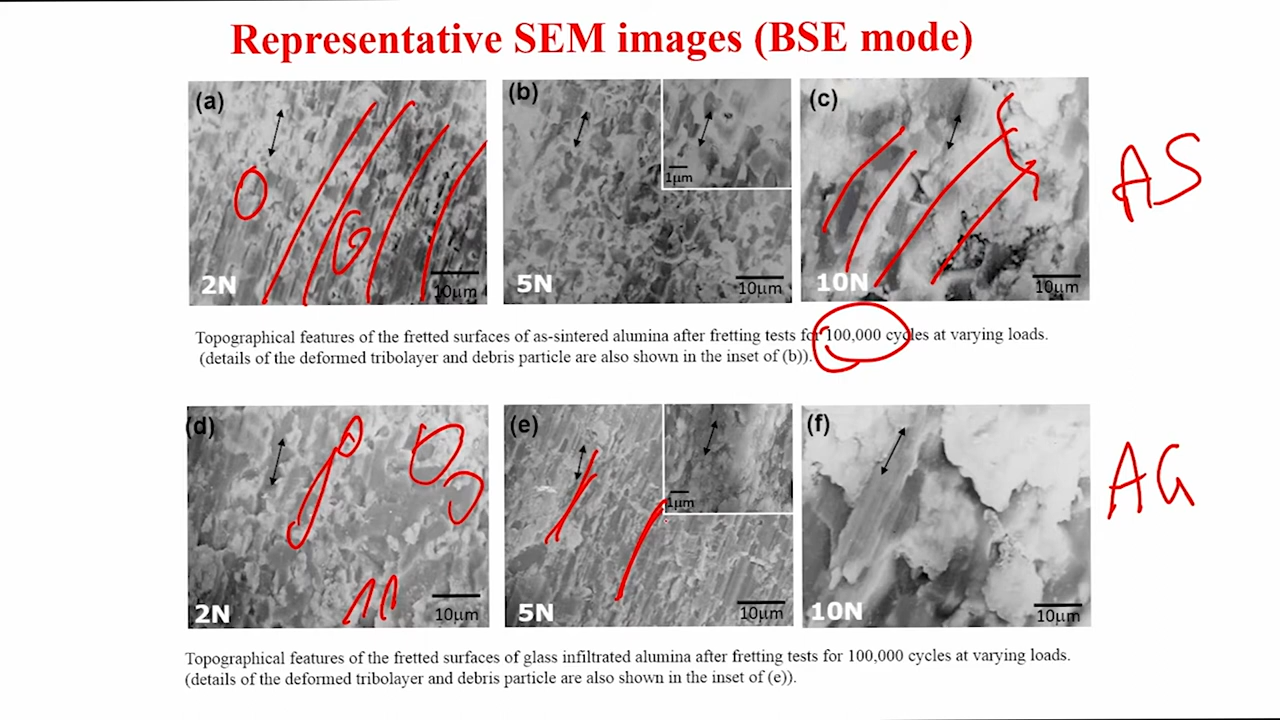 Representative SEM images (BSE mode)
(a)
2N
10μm
(b)
1μm
5N
10μm
(c)
10N
10μm
AS
Topographical features of the fretted surfaces of as-sintered alumina after fretting tests for 100,000 cycles at varying loads.
(details of the deformed tribolayer and debris particle are also shown in the inset of (b)).
(d)
2N
10μm
(e)
1μm
5N
10μm
(f)
10N
10μm
AG
Topographical features of the fretted surfaces of glass infiltrated alumina after fretting tests for 100,000 cycles at varying loads.
(details of the deformed tribolayer and debris particle are also shown in the inset of (e)).